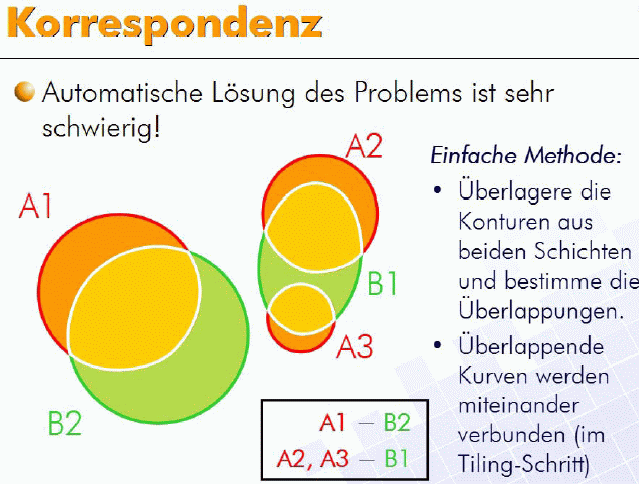 Korrespondenz
Automatische Lösung des Problems ist sehr
schwierig!
A1
A2
B1
A3
B2
Einfache Methode:
• Überlagere die
Konturen aus
beiden Schichten
und bestimme die
Überlappungen.
• Überlappende
Kurven werden
miteinander
verbunden (im
Tiling-Schritt)
A1 – B2
A2, A3 – B1